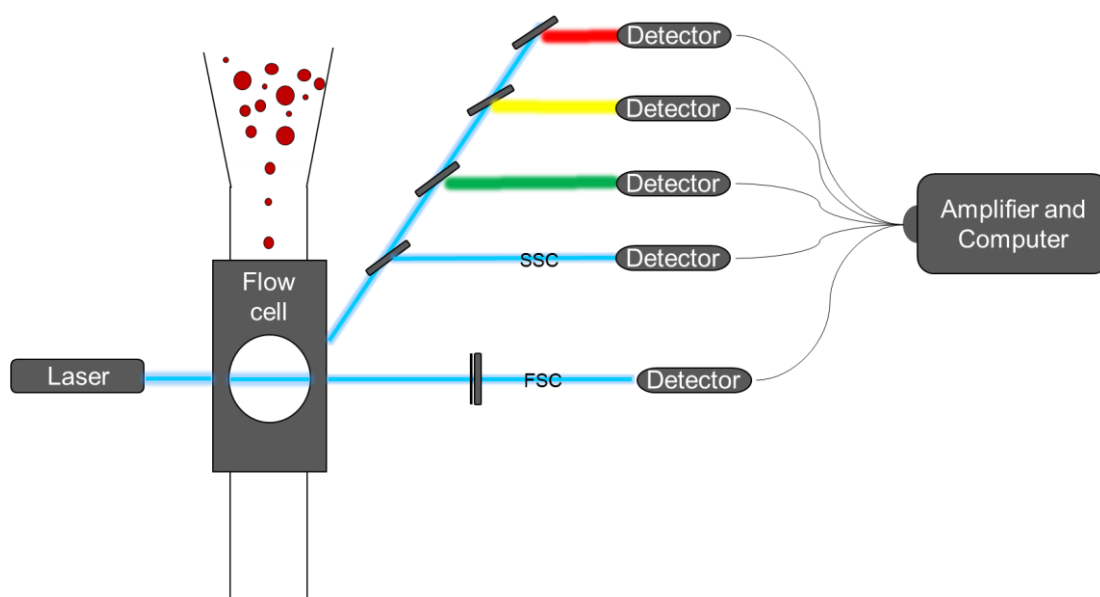 Detector
Detector
Detector
Amplifier and
Computer
SSC
Detector
Flow
cell
Laser
FSC
Detector